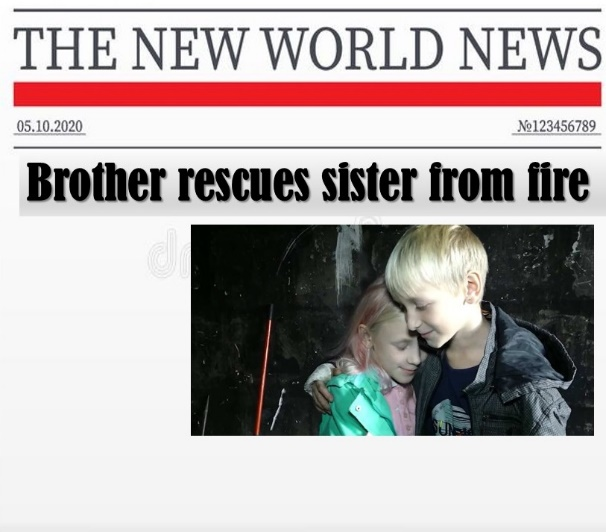 THE NEW WORLD NEWS
05.10.2020
№123456789
Brother rescues sister from fire